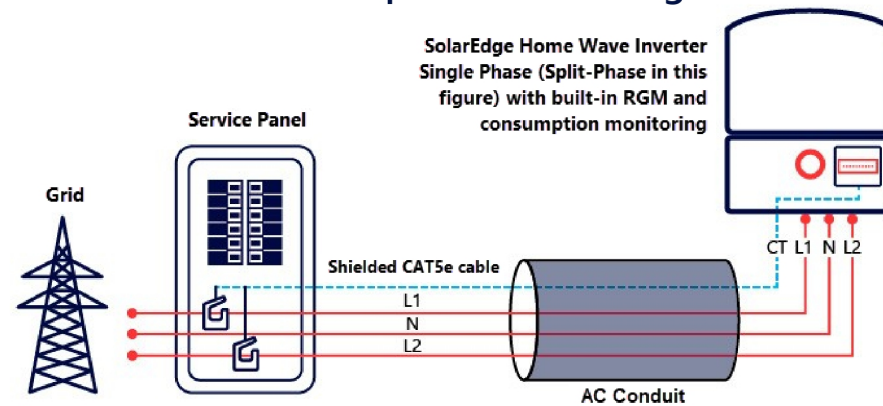 SolarEdge Home Wave Inverter
Single Phase (Split-Phase in this
figure) with built-in RGM and
consumption monitoring
Service Panel
Grid
CT L1 N L2
Shielded CAT5e cable
L1
N
L2
AC Conduit